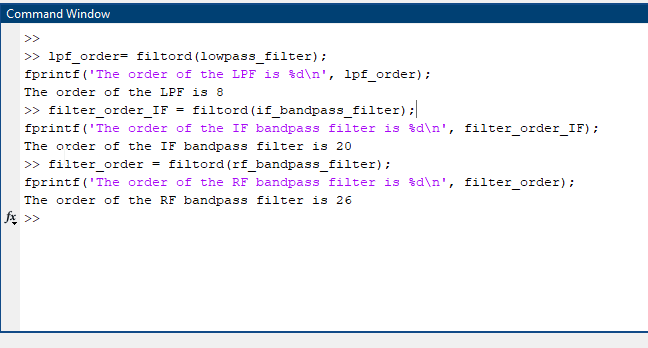 Command Window
>>
>> lpf_order= filtord(lowpass_filter);
fprintf('The order of the LPF is %d\n', lpf_order);
The order of the LPF is 8
>> filter_order_IF = filtord(if_bandpass_filter);
fprintf('The order of the IF bandpass filter is %d\n', filter_order_IF);
The order of the IF bandpass filter is 20
>> filter_order = filtord(rf_bandpass_filter);
fprintf('The order of the RF bandpass filter is %d\n', filter_order);
The order of the RF bandpass filter is 26
fx >>